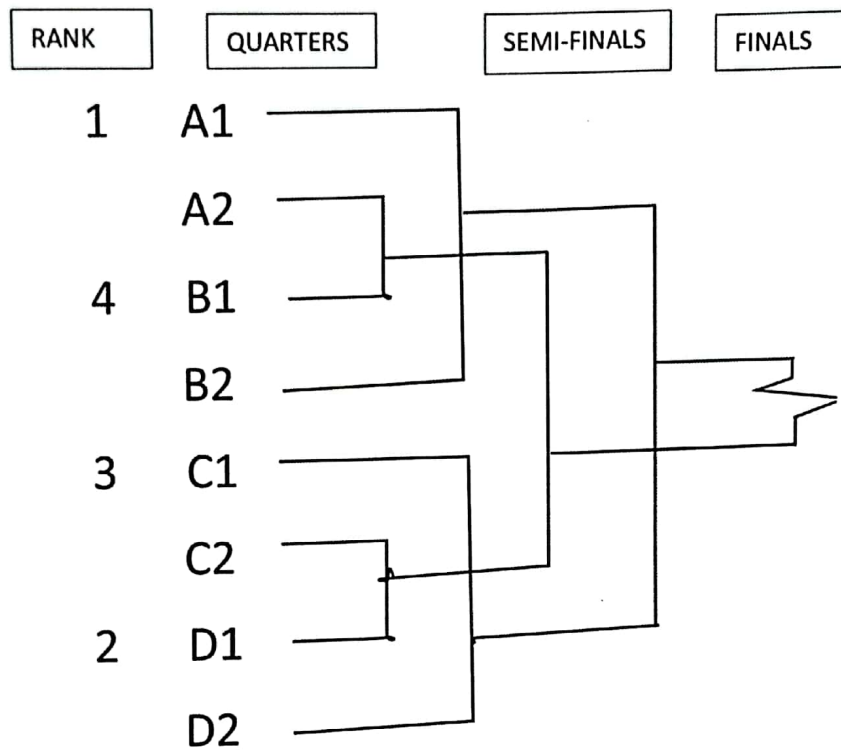 RANK QUARTERS SEMI-FINALS FINALS
1 A1
A2
4 B1
B2
3 C1
C2
2 D1
D2